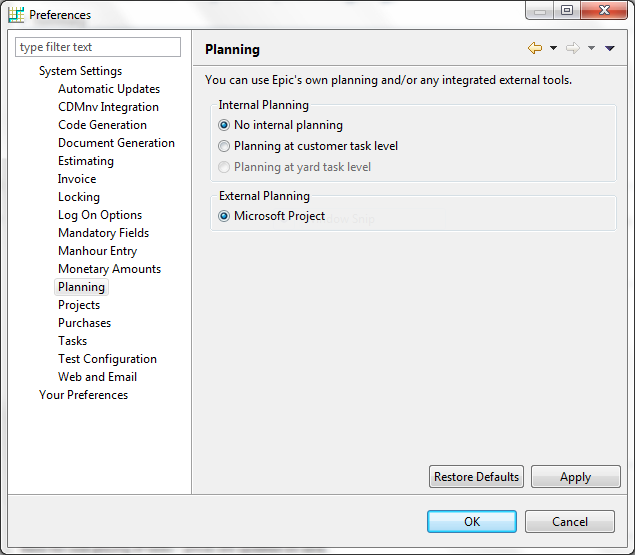 Preferences
type filter text
System Settings
Automatic Updates
CDMnv Integration
Code Generation
Document Generation
Estimating
Invoice
Locking
Log On Options
Mandatory Fields
Manhour Entry
Monetary Amounts
Planning
Projects
Purchases
Tasks
Test Configuration
Web and Email
Your Preferences
Planning
You can use Epic's own planning and/or any integrated external tools.
Internal Planning
No internal planning
Planning at customer task level
Planning at yard task level
External Planning
Microsoft Project
Restore Defaults
Apply
OK
Cancel